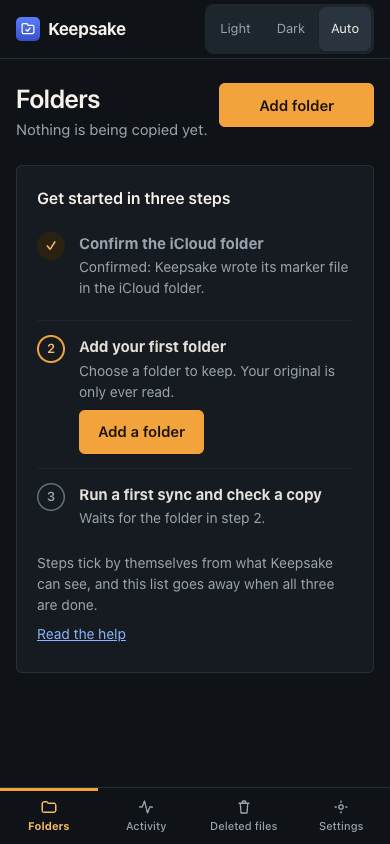 Keepsake
Light
Dark
Auto
Folders
Add folder
Nothing is being copied yet.
Get started in three steps
Confirm the iCloud folder
Confirmed: Keepsake wrote its marker file
in the iCloud folder.
2
Add your first folder
Choose a folder to keep. Your original is
only ever read.
Add a folder
3
Run a first sync and check a copy
Waits for the folder in step 2.
Steps tick by themselves from what Keepsake
can see, and this list goes away when all three
are done.
Read the help
Folders
Activity
Deleted files
Settings